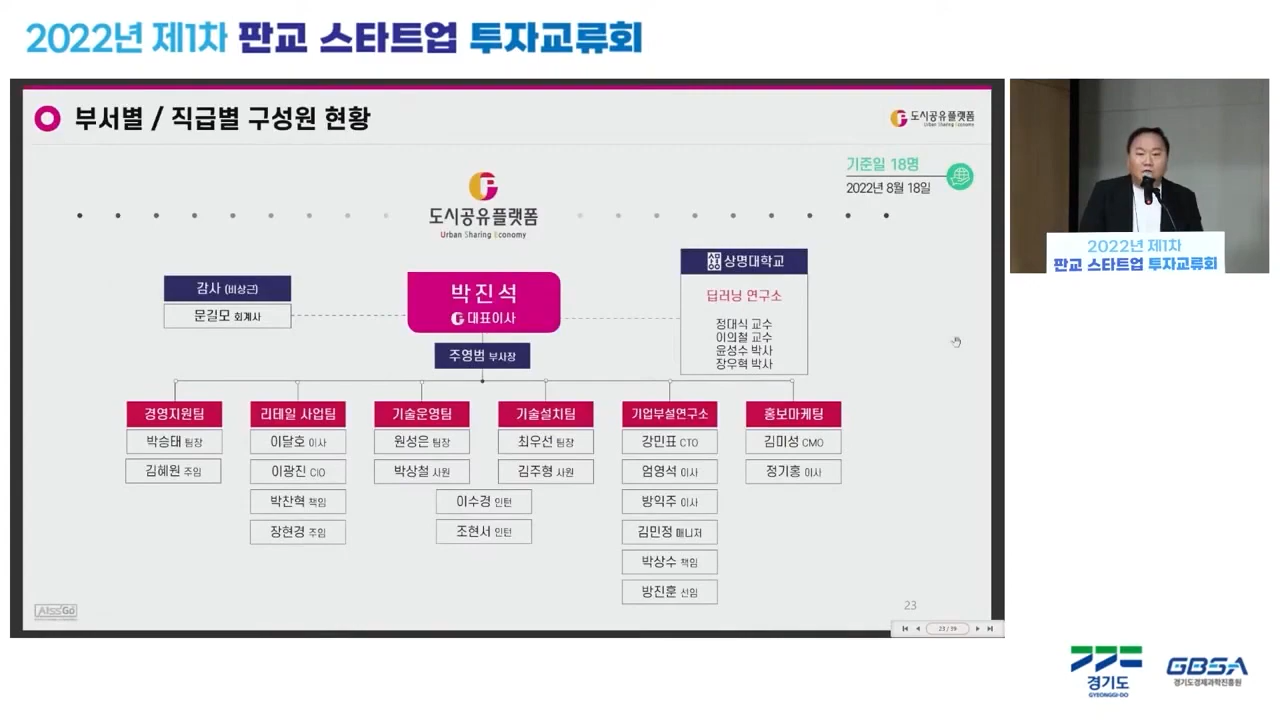 2022년 제1차 판교 스타트업 투자교류회
부서별 / 직급별 구성원 현황
도시공유플랫폼
Urban Sharing Economy
기준일 18명
2022년 8월 18일
도시공유플랫폼
Urban Sharing Economy
감사 (비상근)
문길모 회계사
박진석
대표이사
주영범 부사장
상명대학교
딥러닝 연구소
정대식 교수
이의철 교수
윤성수 박사
장우혁 박사
경영지원팀
박승태 팀장
김혜원 주임
리테일 사업팀
이달호 이사
이광진 CIO
박찬혁 책임
장현경 주임
기술운영팀
원성은 팀장
박상철 사원
기술설치팀
최우선 팀장
김주형 사원
이수경 인턴
조현서 인턴
기업부설연구소
강민표 CTO
엄영석 이사
방익주 이사
김민정 매니저
박상수 책임
방진훈 선임
홍보마케팅
김미성 CMO
정기홍 이사
AIss'Go
23
23 / 39
2022년 제1차
판교 스타트업 투자교류회
경기도
GYEONGGI-DO
GBSA
경기도경제과학진흥원